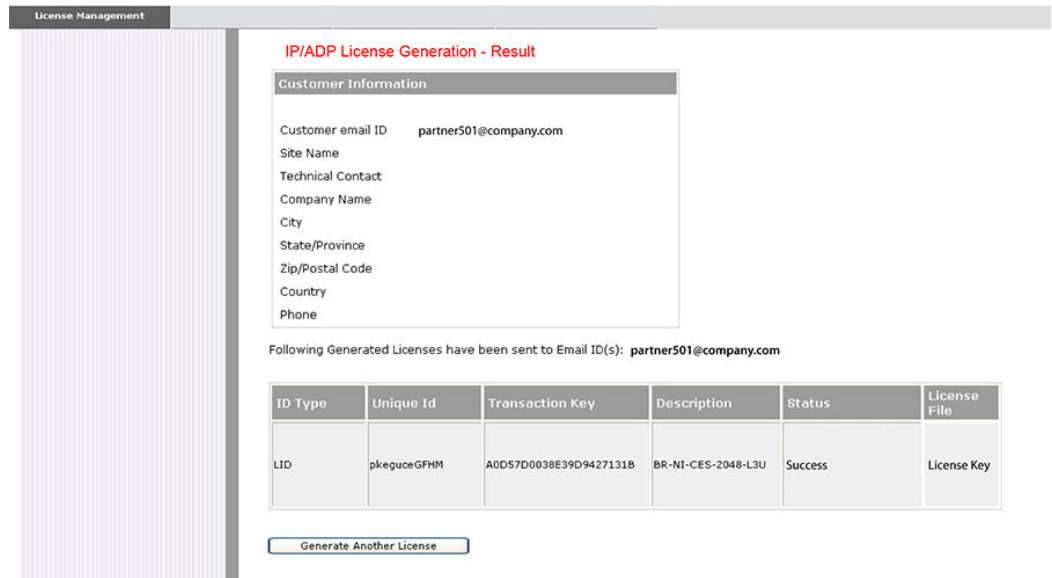 License Management
IP/ADP License Generation - Result
Customer Information
Customer email ID partner501@company.com
Site Name
Technical Contact
Company Name
City
State/Province
Zip/Postal Code
Country
Phone
Following Generated Licenses have been sent to Email ID(s): partner501@company.com
ID Type Unique Id Transaction Key Description Status License File
LID pkeguceGFHM A0D57D0038E39D9427131B BR-NI-CES-2048-L3U Success License Key
Generate Another License